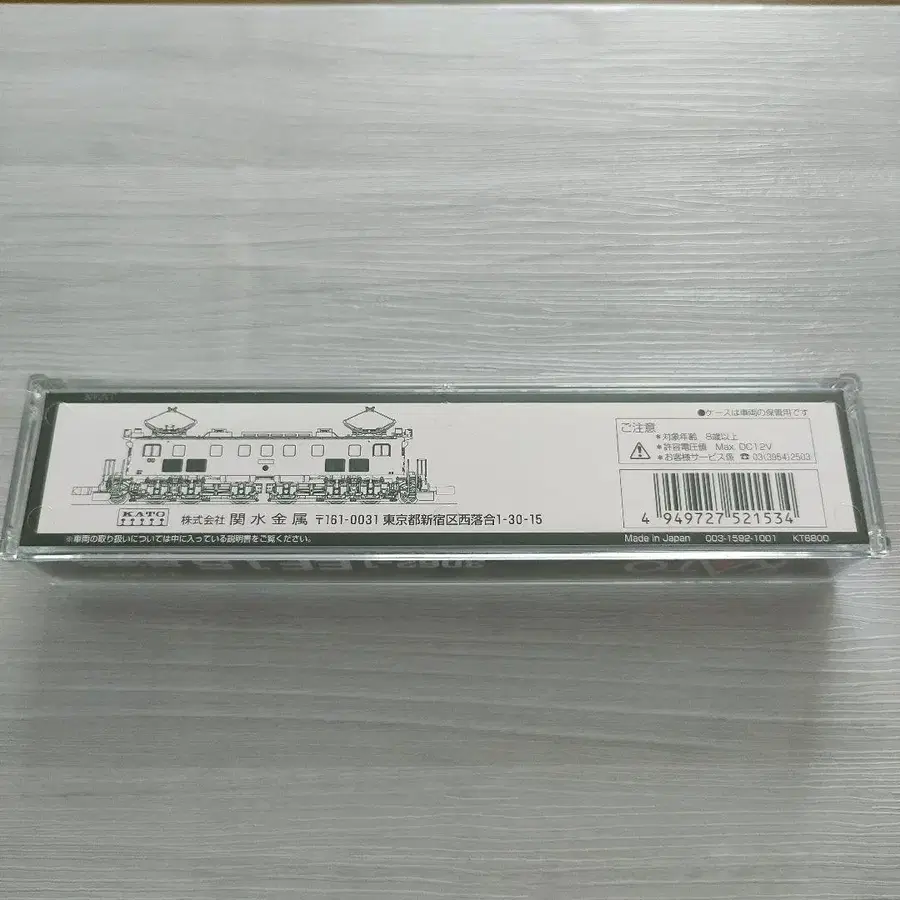 ●ケースは車両の保管用です
ご注意
*対象年齢 8歳以上
*許容電圧値 Max. DC12V
*お客様サービス係 ☎ 03(3954)2503
KATO
株式会社 関水金属 〒161-0031 東京都新宿区西落合1-30-15
4 949727 521534
※車両の取り扱いについては中に入っている説明書をご覧ください。
Made in Japan 003-1592-1001 KT6800